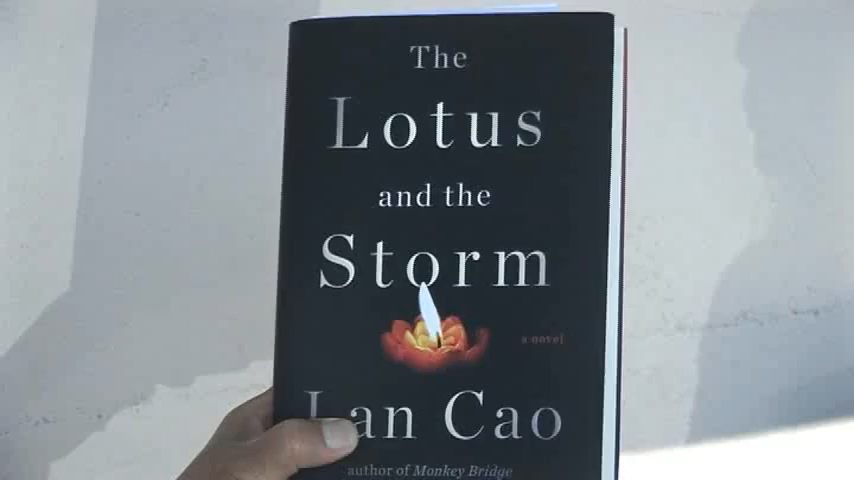 The
Lotus
and the
Storm
a novel
Lan Cao
author of Monkey Bridge